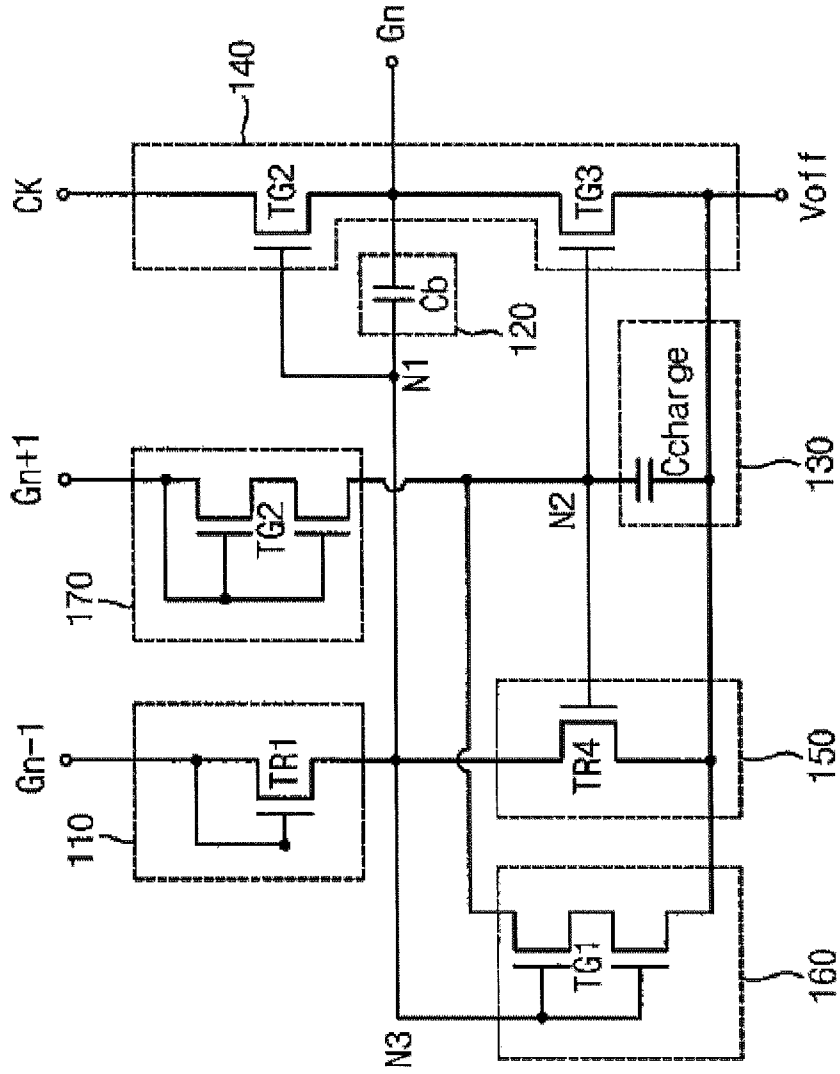 Gn-1
110
TR1
Gn+1
170
TG2
CK
140
TG2
Gn
N1
Cb
120
N3
N2
TG3
Ccharge
130
TR4
150
TG1
160
Voff